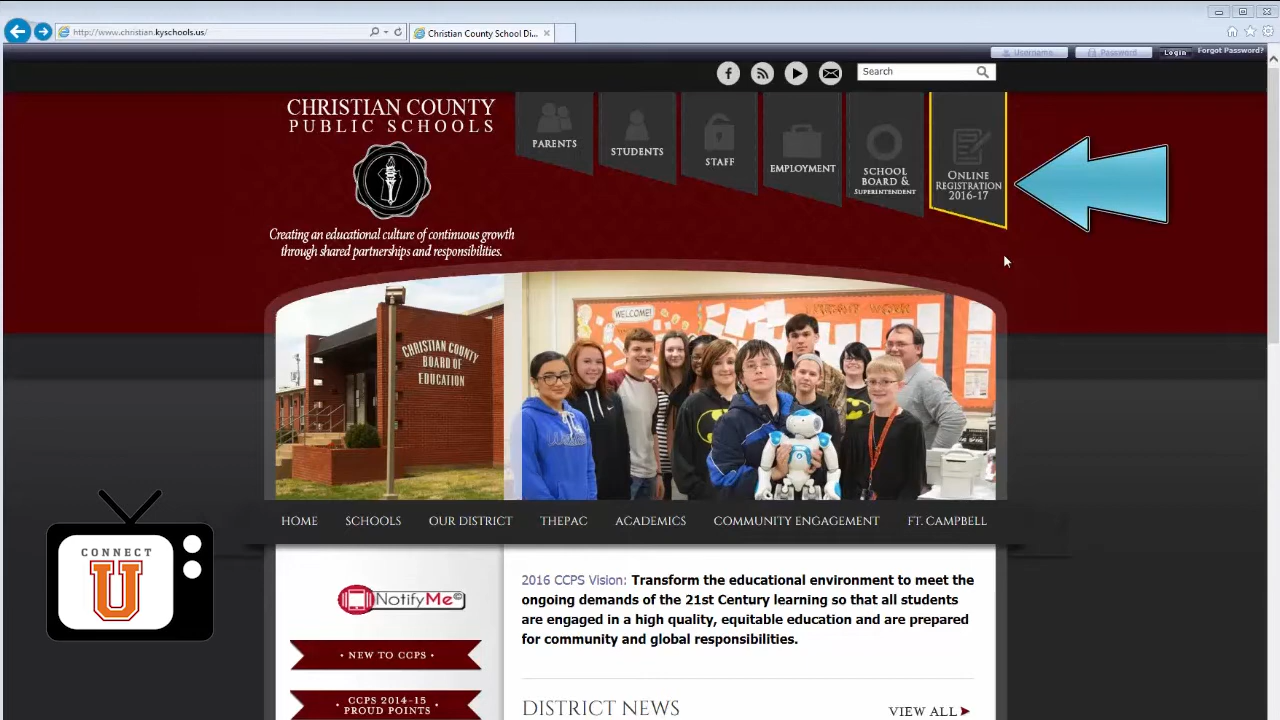 http://www.christian.kyschools.us/
Christian County School Di...
Username
Password
Login
Forgot Password?
Search
CHRISTIAN COUNTY
PUBLIC SCHOOLS
Creating an educational culture of continuous growth
through shared partnerships and responsibilities.
PARENTS
STUDENTS
STAFF
EMPLOYMENT
SCHOOL
BOARD &
SUPERINTENDENT
ONLINE
REGISTRATION
2016-17
CHRISTIAN COUNTY
BOARD OF
EDUCATION
WELCOME!
HOME
SCHOOLS
OUR DISTRICT
THEPAC
ACADEMICS
COMMUNITY ENGAGEMENT
FT. CAMPBELL
CONNECT
U
NotifyMe©
• NEW TO CCPS •
• CCPS 2014-15 •
PROUD POINTS
2016 CCPS Vision: Transform the educational environment to meet the
ongoing demands of the 21st Century learning so that all students
are engaged in a high quality, equitable education and are prepared
for community and global responsibilities.
DISTRICT NEWS
VIEW ALL